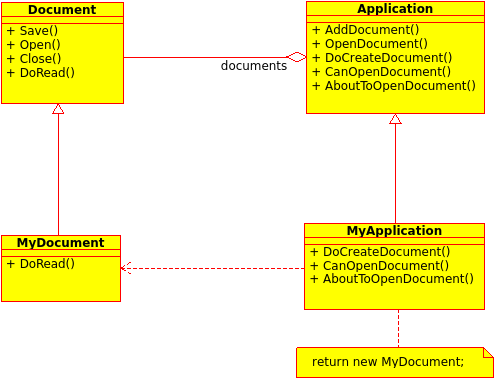 Document
+ Save()
+ Open()
+ Close()
+ DoRead()
documents
Application
+ AddDocument()
+ OpenDocument()
+ DoCreateDocument()
+ CanOpenDocument()
+ AboutToOpenDocument()
MyDocument
+ DoRead()
MyApplication
+ DoCreateDocument()
+ CanOpenDocument()
+ AboutToOpenDocument()
return new MyDocument;